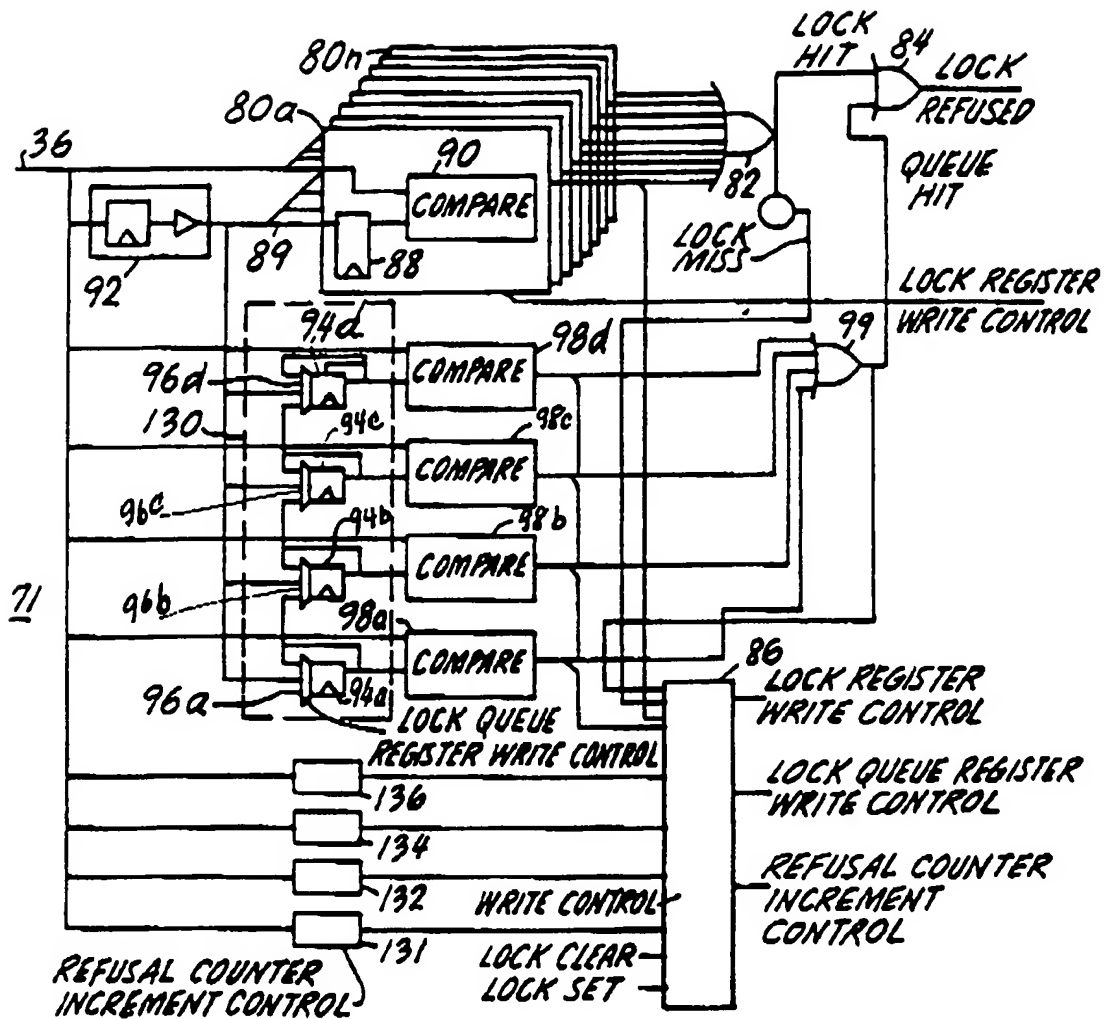 LOCK
HIT
84
LOCK
REFUSED
80n
80a
36
90
COMPARE
82
QUEUE
HIT
LOCK
MISS
92
89
88
LOCK REGISTER
WRITE CONTROL
94d
98d
99
COMPARE
96d
130
94c
98c
COMPARE
96c
94b
98b
COMPARE
96b
71
98a
COMPARE
86
96a
94a
LOCK QUEUE
REGISTER WRITE CONTROL
LOCK REGISTER
WRITE CONTROL
136
LOCK QUEUE REGISTER
WRITE CONTROL
134
132
WRITE CONTROL
REFUSAL COUNTER
INCREMENT
CONTROL
131
LOCK CLEAR
LOCK SET
REFUSAL COUNTER
INCREMENT CONTROL